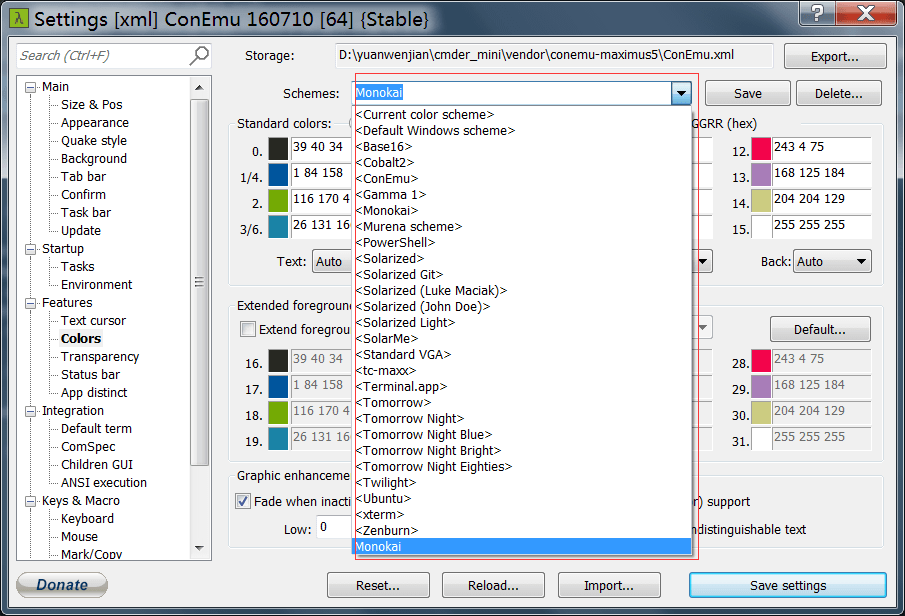 λ Settings [xml] ConEmu 160710 [64] {Stable} ?
Search (Ctrl+F)
Storage: D:\yuanwenjian\cmder_mini\vendor\conemu-maximus5\ConEmu.xml Export...
Schemes: Monokai Save Delete...
Main
Size & Pos
Appearance
Quake style
Background
Tab bar
Confirm
Task bar
Update
Startup
Tasks
Environment
Features
Text cursor
Colors
Transparency
Status bar
App distinct
Integration
Default term
ComSpec
Children GUI
ANSI execution
Keys & Macro
Keyboard
Mouse
Mark/Copy
Standard colors: GGRR (hex)
0. 39 40 34
1/4. 1 84 158
2. 116 170 4
3/6. 26 131 16
Text: Auto
<Current color scheme>
<Default Windows scheme>
<Base16>
<Cobalt2>
<ConEmu>
<Gamma 1>
<Monokai>
<Murena scheme>
<PowerShell>
<Solarized>
<Solarized Git>
<Solarized (Luke Maciak)>
<Solarized (John Doe)>
<Solarized Light>
<SolarMe>
<Standard VGA>
<tc-maxx>
<Terminal.app>
<Tomorrow>
<Tomorrow Night>
<Tomorrow Night Blue>
<Tomorrow Night Bright>
<Tomorrow Night Eighties>
<Twilight>
<Ubuntu>
<xterm>
<Zenburn>
Monokai
12. 243 4 75
13. 168 125 184
14. 204 204 129
15. 255 255 255
Back: Auto
Extended foreground
Extend foregrou
Default...
16. 39 40 34
17. 1 84 158
18. 116 170 4
19. 26 131 16
28. 243 4 75
29. 168 125 184
30. 204 204 129
31. 255 255 255
Graphic enhanceme
Fade when inacti
) support
Low: 0
ndistinguishable text
Donate Reset... Reload... Import... Save settings